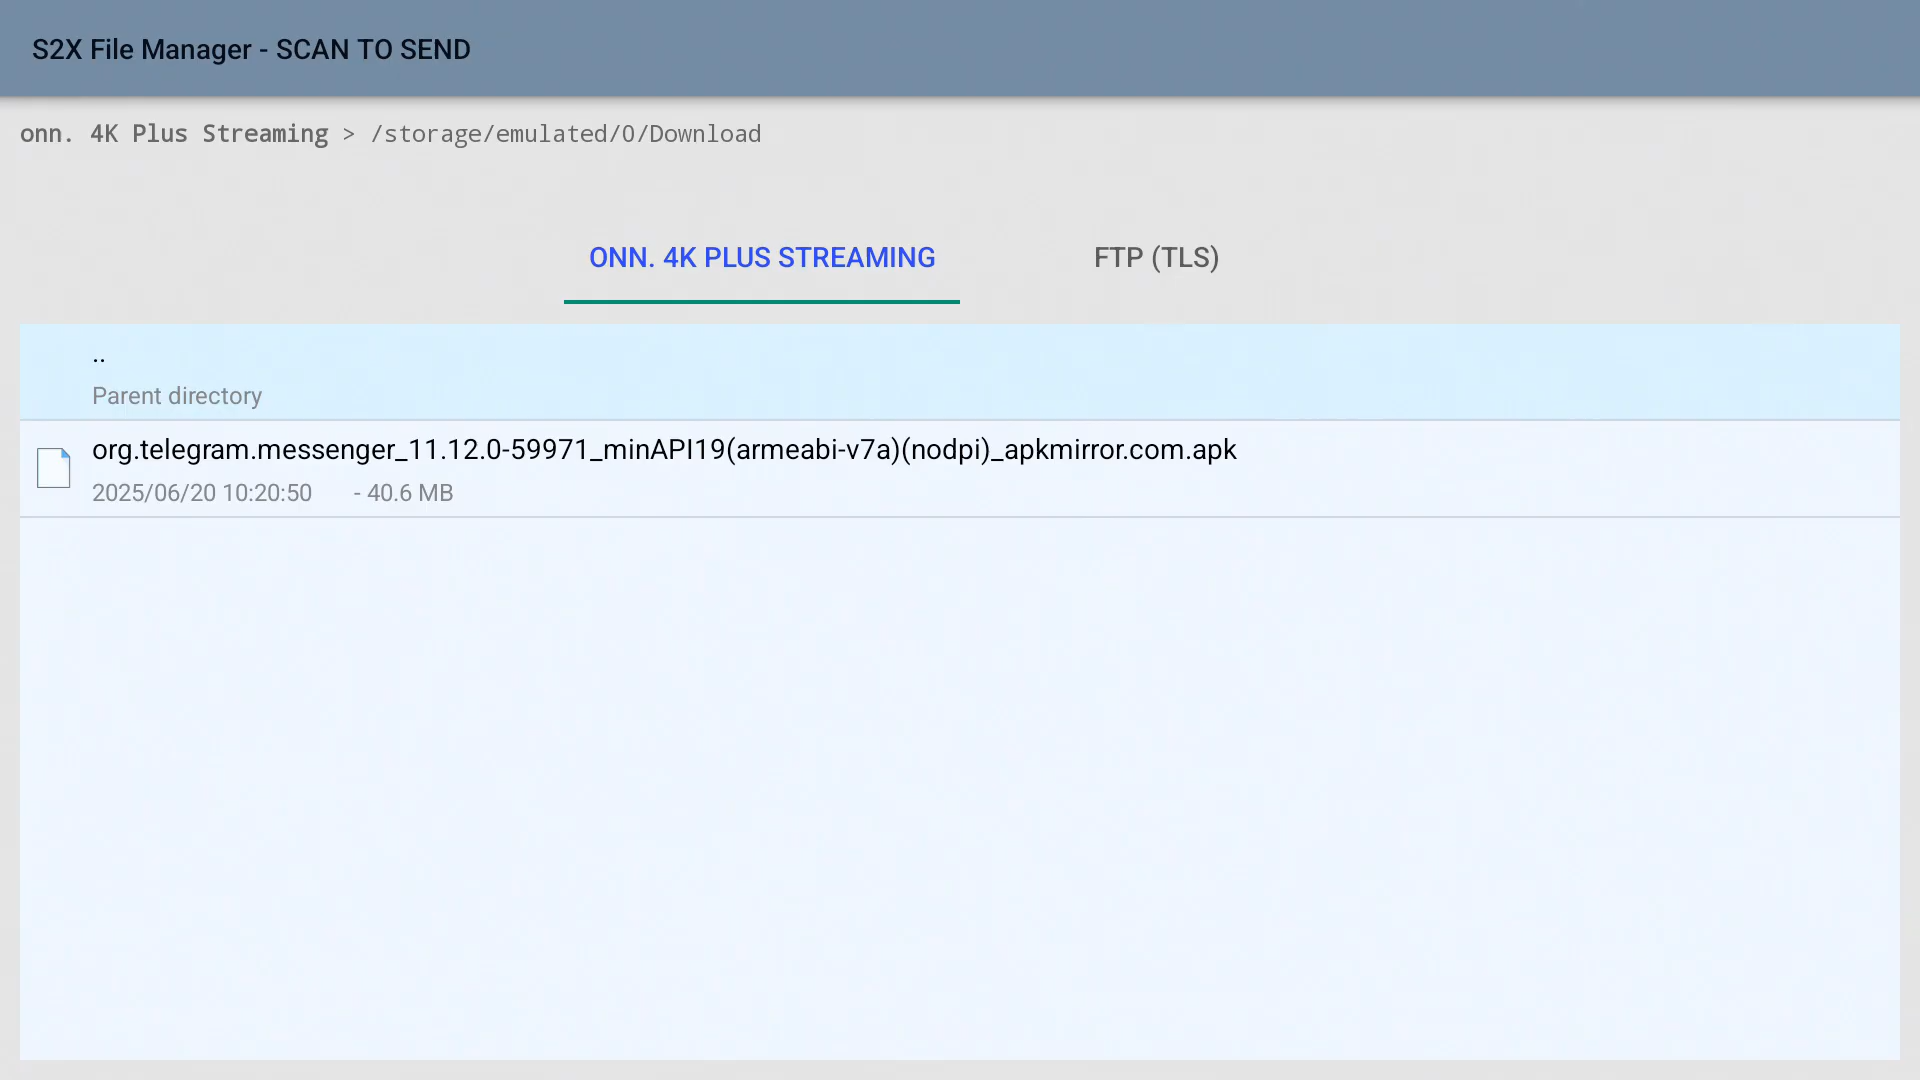 S2X File Manager - SCAN TO SEND
onn. 4K Plus Streaming > /storage/emulated/0/Download
ONN. 4K PLUS STREAMING
FTP (TLS)
..
Parent directory
org.telegram.messenger_11.12.0-59971_minAPI19(armeabi-v7a)(nodpi)_apkmirror.com.apk
2025/06/20 10:20:50 - 40.6 MB